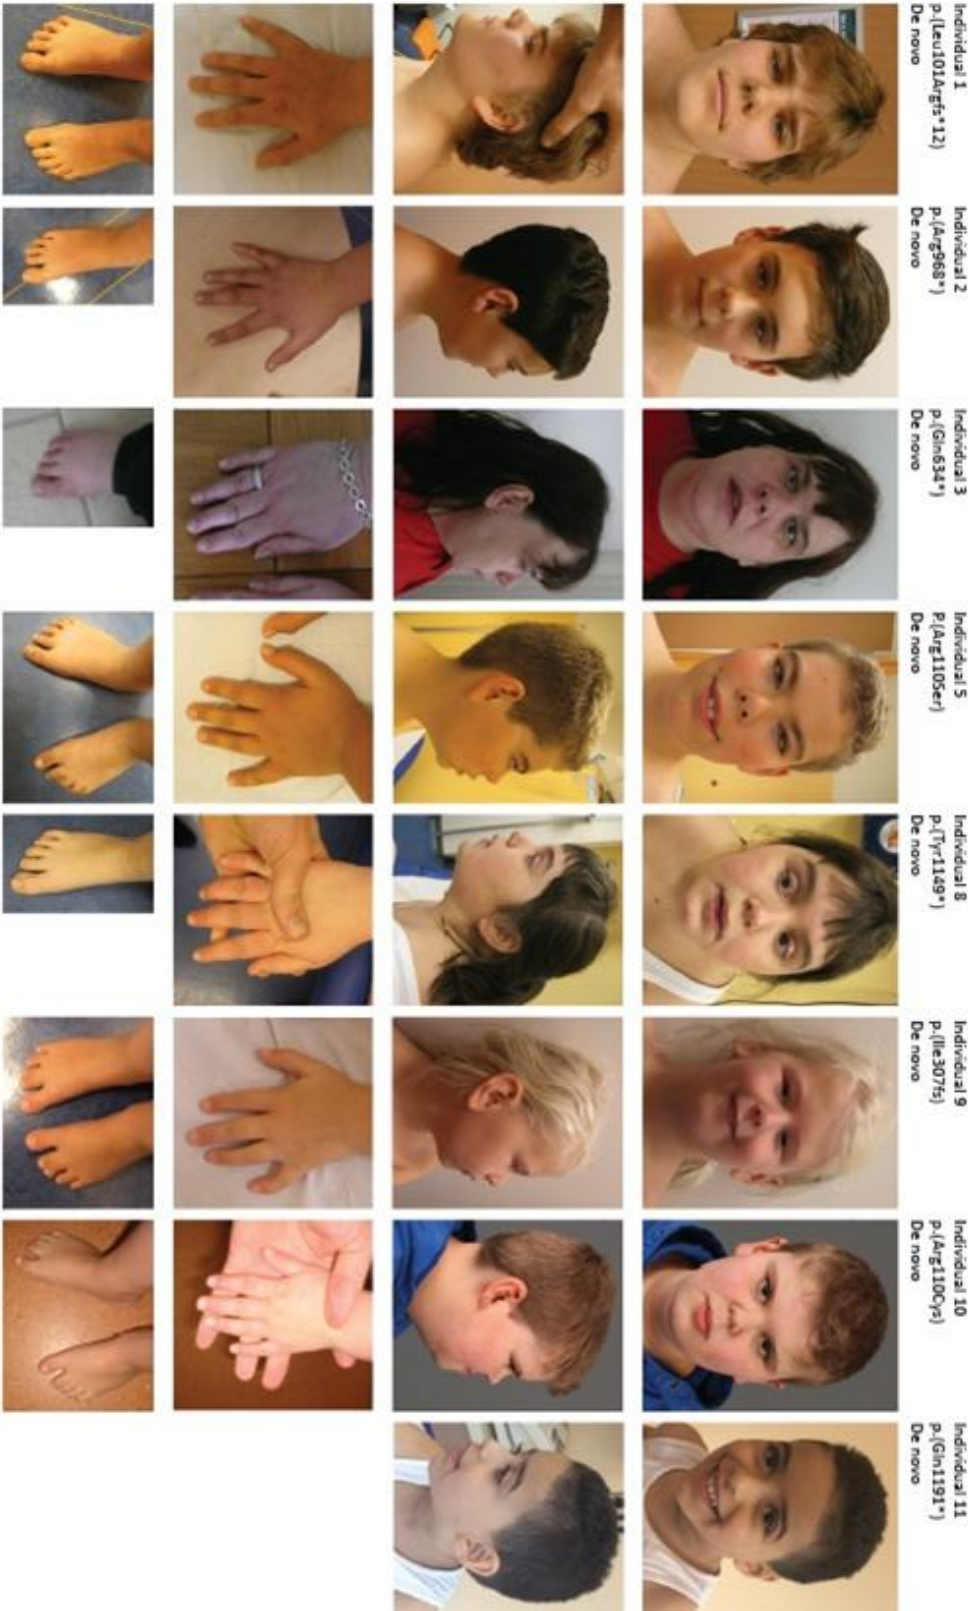 Individual 1
p.(Leu101Argfs*12)
De novo
Individual 2
p.(Arg968*)
De novo
Individual 3
p.(Gln634*)
De novo
Individual 5
P.(Arg110Ser)
De novo
Individual 8
p.(Tyr1149*)
De novo
Individual 9
p.(Ile307fs)
De novo
Individual 10
p.(Arg110Cys)
De novo
Individual 11
p.(Gln1191*)
De novo